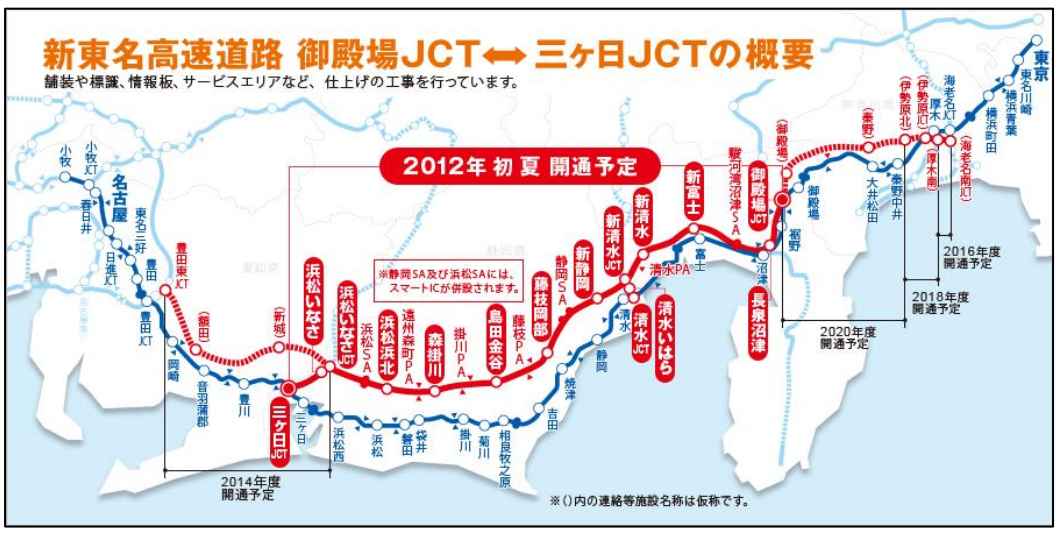 新東名高速道路 御殿場JCT⬌三ヶ日JCTの概要
舗装や標識、情報板、サービスエリアなど、仕上げの工事を行っています。
2012年 初夏 開通予定
※静岡SA及び浜松SAには、
スマートICが併設されます。
小牧
小牧JCT
春日井
名古屋
日進JCT
東名三好
豊田
豊田JCT
豊田東JCT
岡崎
(額田)
音羽蒲郡
豊川
(新城)
三ヶ日JCT
三ヶ日
浜松いなさ
浜松いなさJCT
浜松西
浜松SA
浜松
浜松浜北
磐田
遠州森町PA
袋井
森掛川
掛川PA
掛川
菊川
島田金谷
相良牧之原
藤枝PA
藤枝岡部
吉田
静岡SA
焼津
新静岡
静岡
新清水JCT
新清水
清水
清水JCT
清水いはら
清水PA
新富士
富士
駿河湾沼津SA
沼津
長泉沼津
御殿場JCT
裾野
(御殿場)
御殿場
(秦野)
大井松田
秦野中井
(伊勢原北)
(伊勢原JCT)
厚木
(厚木南)
海老名JCT
(海老名南JCT)
横浜町田
横浜青葉
東名川崎
東京
愛知県
静岡県
神奈川県
2014年度
開通予定
2020年度
開通予定
2018年度
開通予定
2016年度
開通予定
※()内の連絡等施設名称は仮称です。